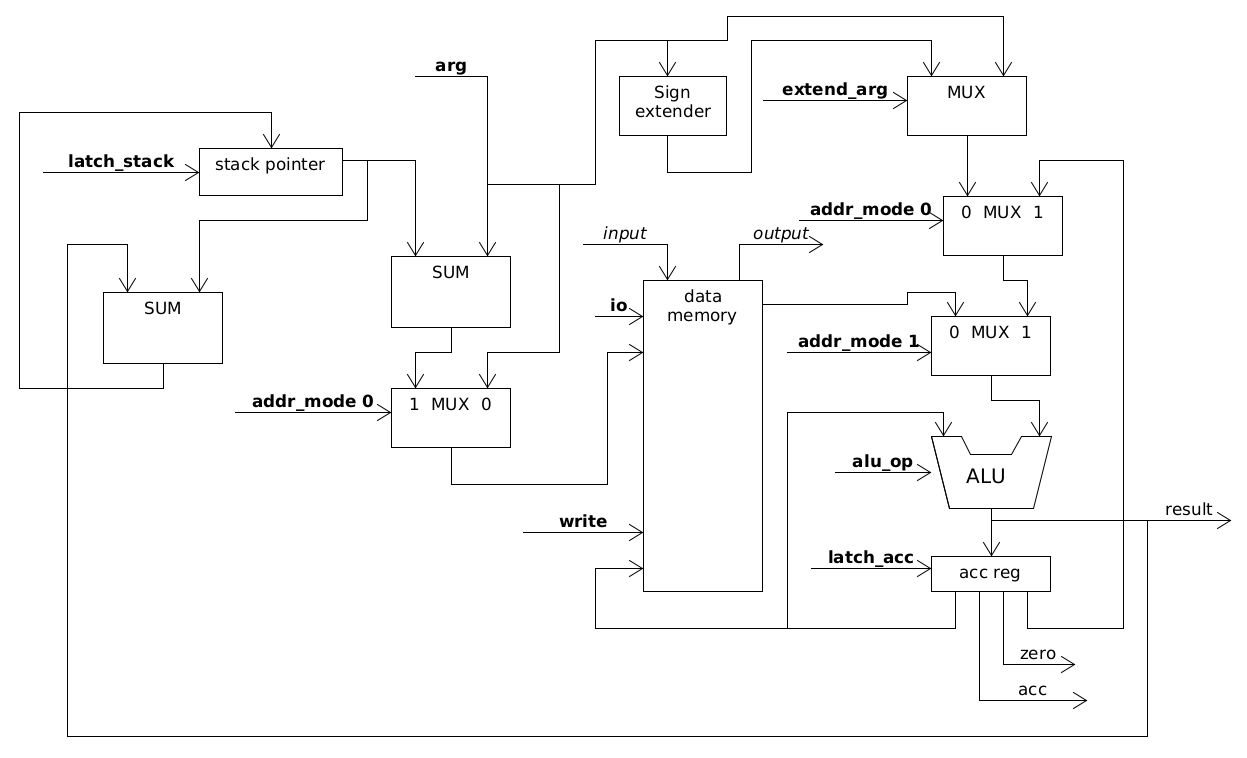 arg
Sign
extender
MUX
extend_arg
latch_stack
stack pointer
addr_mode 0
0 MUX 1
input
output
SUM
SUM
data
memory
io
0 MUX 1
addr_mode 1
addr_mode 0
1 MUX 0
alu_op
ALU
result
write
latch_acc
acc reg
zero
acc